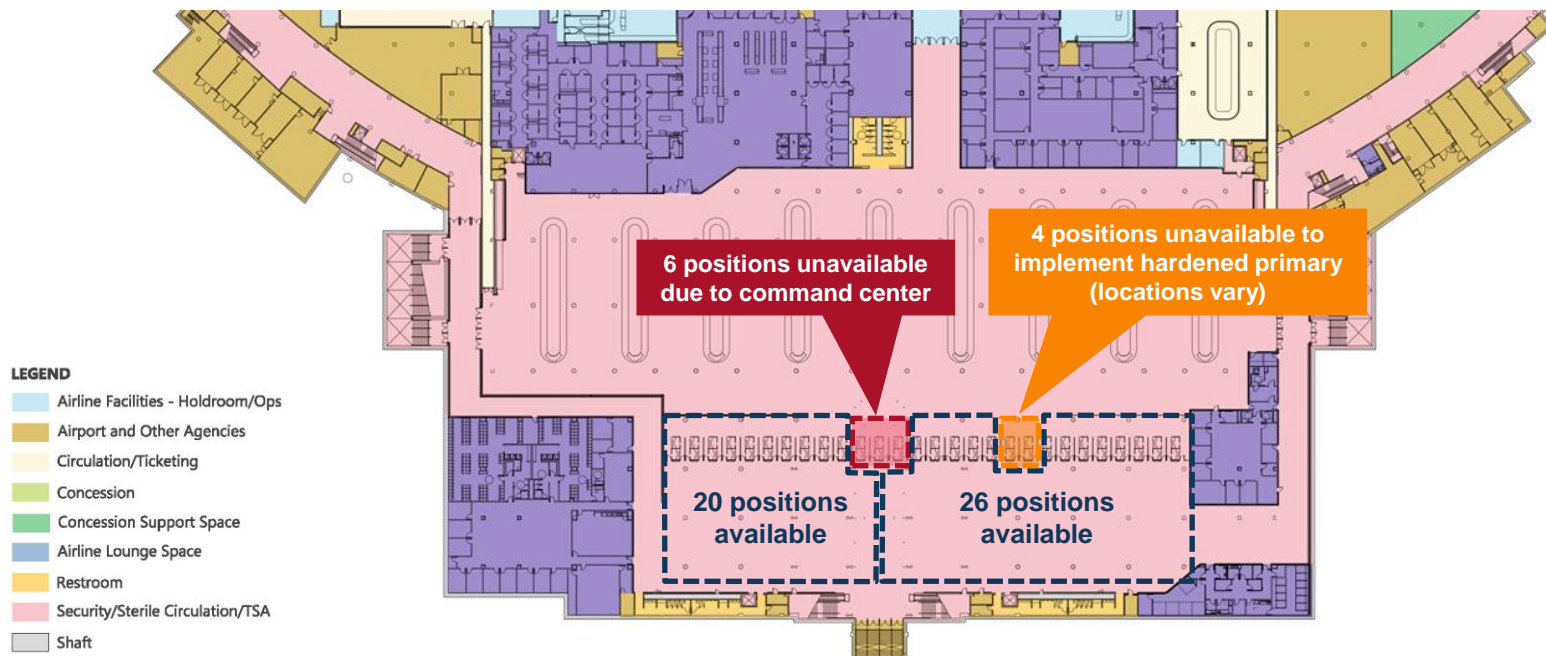 6 positions unavailable
due to command center
4 positions unavailable to
implement hardened primary
(locations vary)
20 positions
available
26 positions
available
LEGEND
Airline Facilities - Holdroom/Ops
Airport and Other Agencies
Circulation/Ticketing
Concession
Concession Support Space
Airline Lounge Space
Restroom
Security/Sterile Circulation/TSA
Shaft